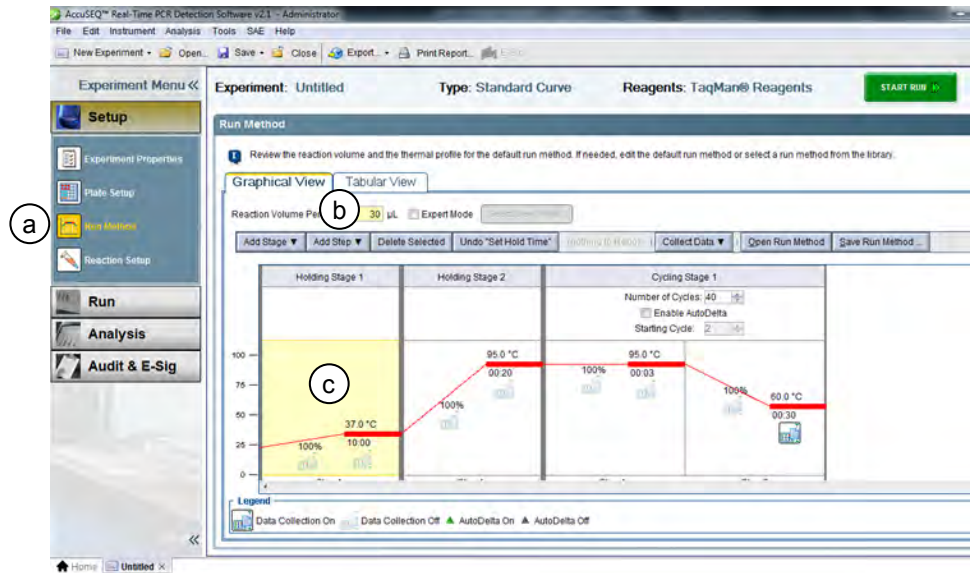 AccuSEQ™ Real-Time PCR Detection Software v2.1 - Administrator
File Edit Instrument Analysis Tools SAE Help
New Experiment Open... Save Close Export... Print Report...
Experiment Menu «
Experiment: Untitled Type: Standard Curve Reagents: TaqMan® Reagents START RUN
Setup
Run Method
Experiment Properties
Review the reaction volume and the thermal profile for the default run method. If needed, edit the default run method or select a run method from the library.
Graphical View Tabular View
Plate Setup
a Run Method
Reaction Volume Per b 30 µL Expert Mode
Reaction Setup
Add Stage ▼ Add Step ▼ Delete Selected Undo "Set Hold Time" Collect Data ▼ Open Run Method Save Run Method ...
Holding Stage 1 Holding Stage 2 Cycling Stage 1
Run
Number of Cycles: 40
Enable AutoDelta
Starting Cycle: 2
Analysis
Audit & E-Sig
100 95.0 °C 95.0 °C
00:20 100% 00:03
75 c
100% 100% 60.0 °C
50 00:30
37.0 °C
25 100% 10:00
0
Legend
Data Collection On Data Collection Off ▲ AutoDelta On ▲ AutoDelta Off
«
Home Untitled ×